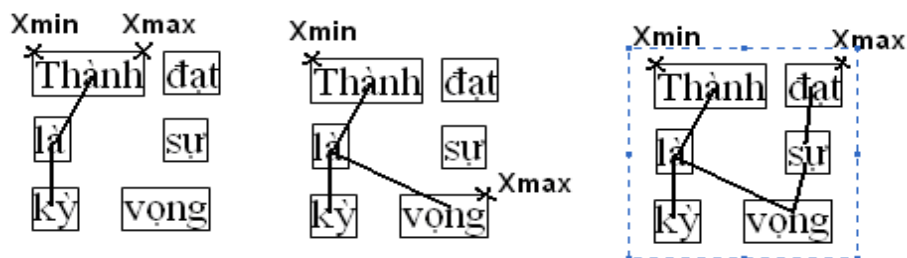 Xmin Xmax
Thành đạt
là sự
kỳ vọng
Xmin
Thành đạt
là sự
Xmax
kỳ vọng
Xmin Xmax
Thành đạt
là sự
kỳ vọng